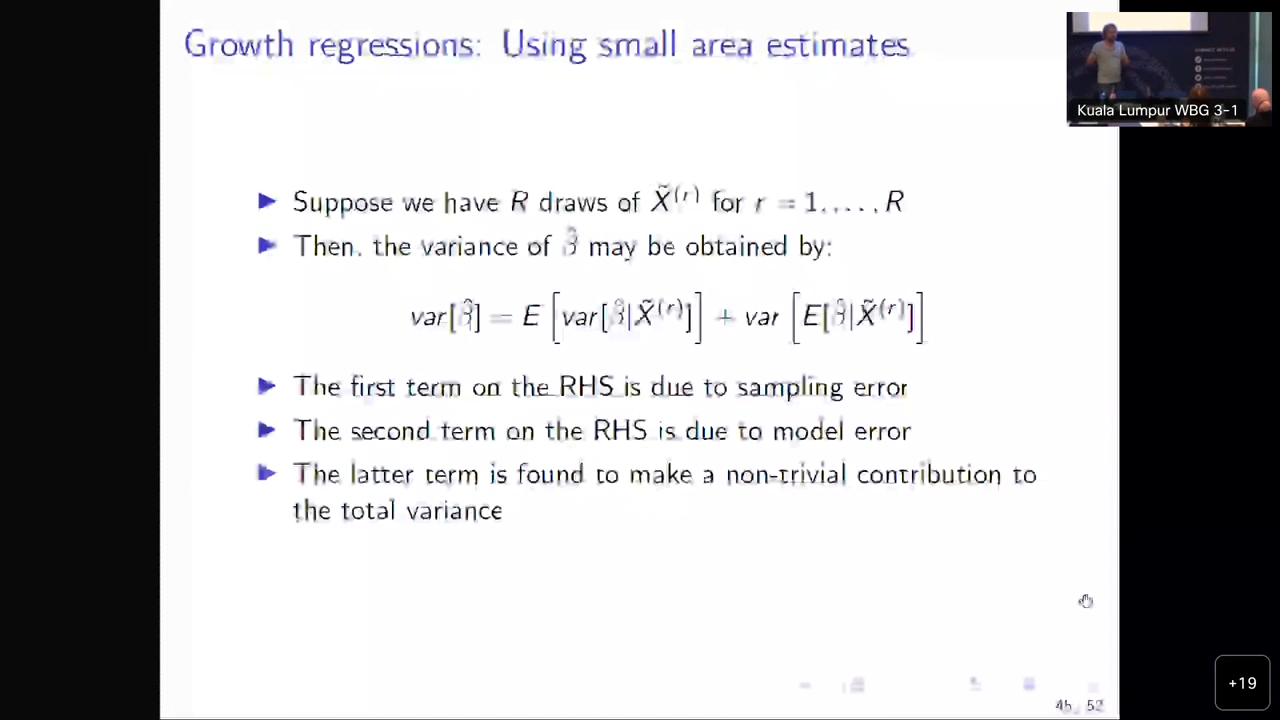 Growth regressions: Using small area estimates
Kuala Lumpur WBG 3-1
▶ Suppose we have R draws of X̃^(r) for r = 1, . . . , R
▶ Then, the variance of β̂ may be obtained by:
var[β̂] = E [var[β̂|X̃^(r)]] + var [E[β̂|X̃^(r)]]
▶ The first term on the RHS is due to sampling error
▶ The second term on the RHS is due to model error
▶ The latter term is found to make a non-trivial contribution to
the total variance
+19